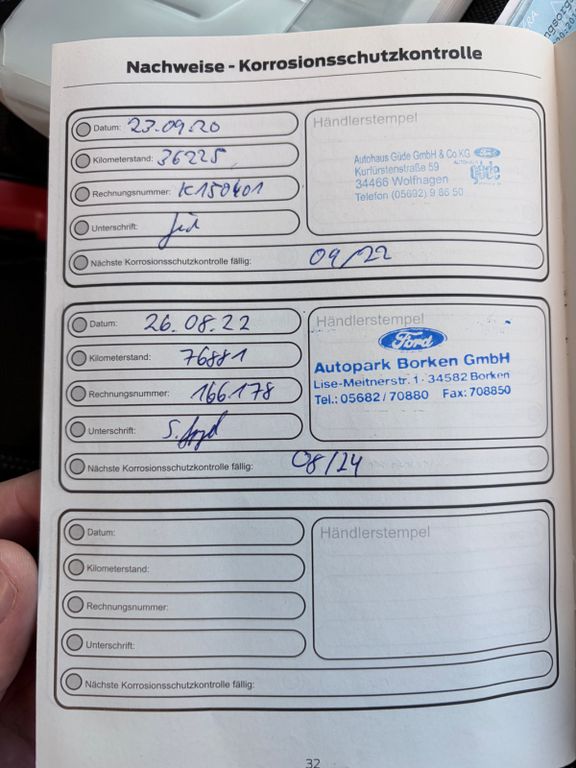 Nachweise - Korrosionsschutzkontrolle
Datum: 23.09.20
Kilometerstand: 36225
Rechnungsnummer: K150401
Unterschrift:
Händlerstempel
Autohaus Güde GmbH & Co.KG Ford
Kurfürstenstraße 59 AUTOHAUS
34466 Wolfhagen güde
Telefon (05692) 9 86 50
Nächste Korrosionsschutzkontrolle fällig: 09/22
Datum: 26.08.22
Kilometerstand: 76881
Rechnungsnummer: 166178
Unterschrift:
Händlerstempel
Ford
Autopark Borken GmbH
Lise-Meitnerstr. 1 · 34582 Borken
Tel.: 05682 / 70880 Fax: 708850
Nächste Korrosionsschutzkontrolle fällig: 08/24
Datum:
Kilometerstand:
Rechnungsnummer:
Unterschrift:
Händlerstempel
Nächste Korrosionsschutzkontrolle fällig:
32